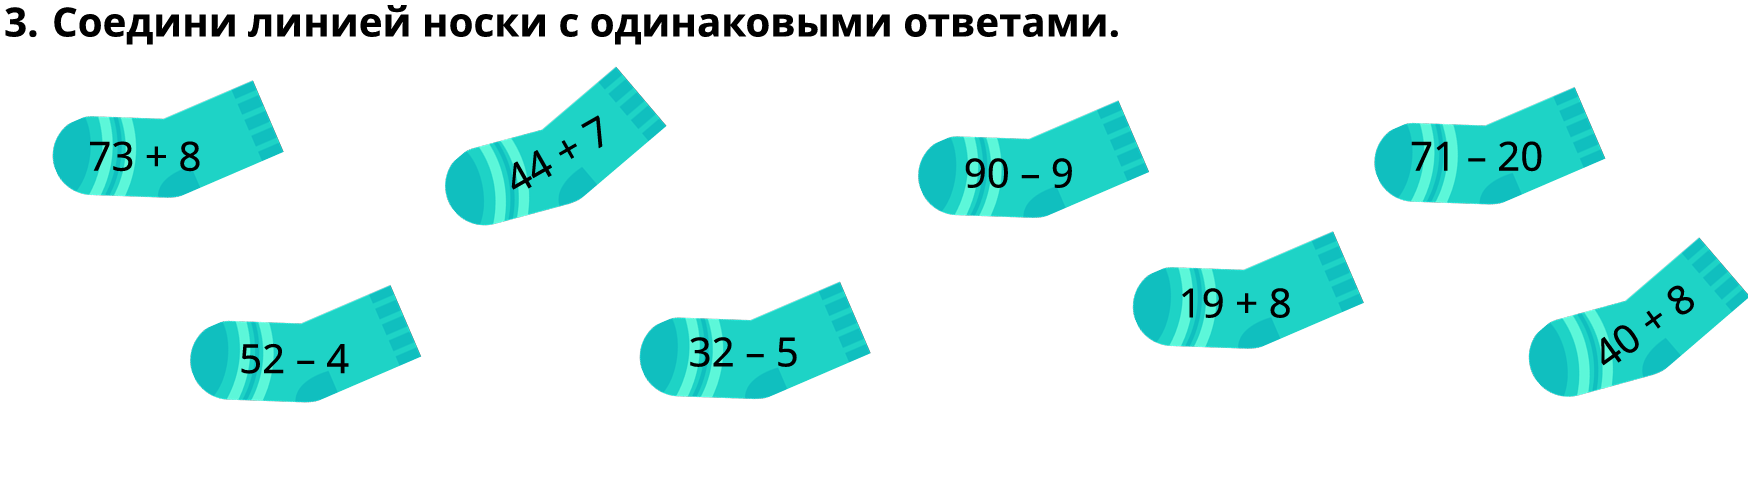 3. Соедини линией носки с одинаковыми ответами.
73 + 8
44 + 7
90 – 9
71 – 20
52 – 4
32 – 5
19 + 8
40 + 8